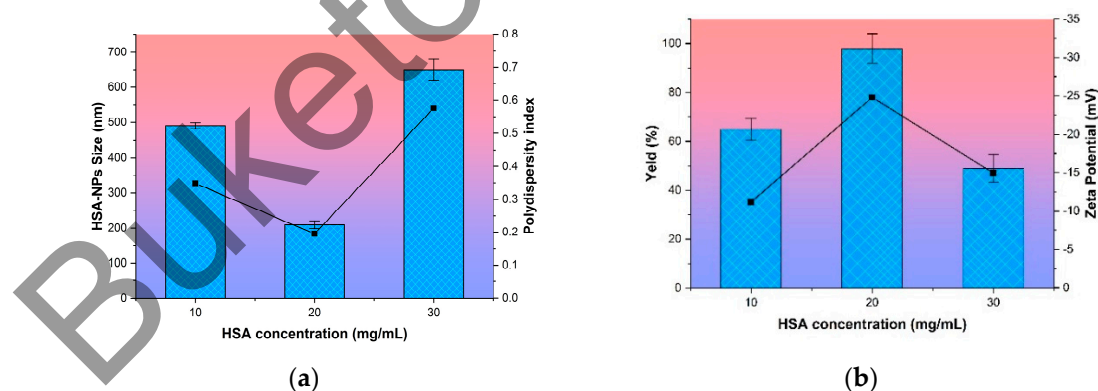 Buketo
700
600
500
400
300
200
100
0
HSA-NPs Size (nm)
0.8
0.7
0.6
0.5
0.4
0.3
0.2
0.1
0.0
Polydispersity index
10 20 30
HSA concentration (mg/mL)
(a)
100
80
60
40
20
0
Yeld (%)
-35
-30
-25
-20
-15
-10
-5
0
Zeta Potential (mV)
10 20 30
HSA concentration (mg/mL)
(b)